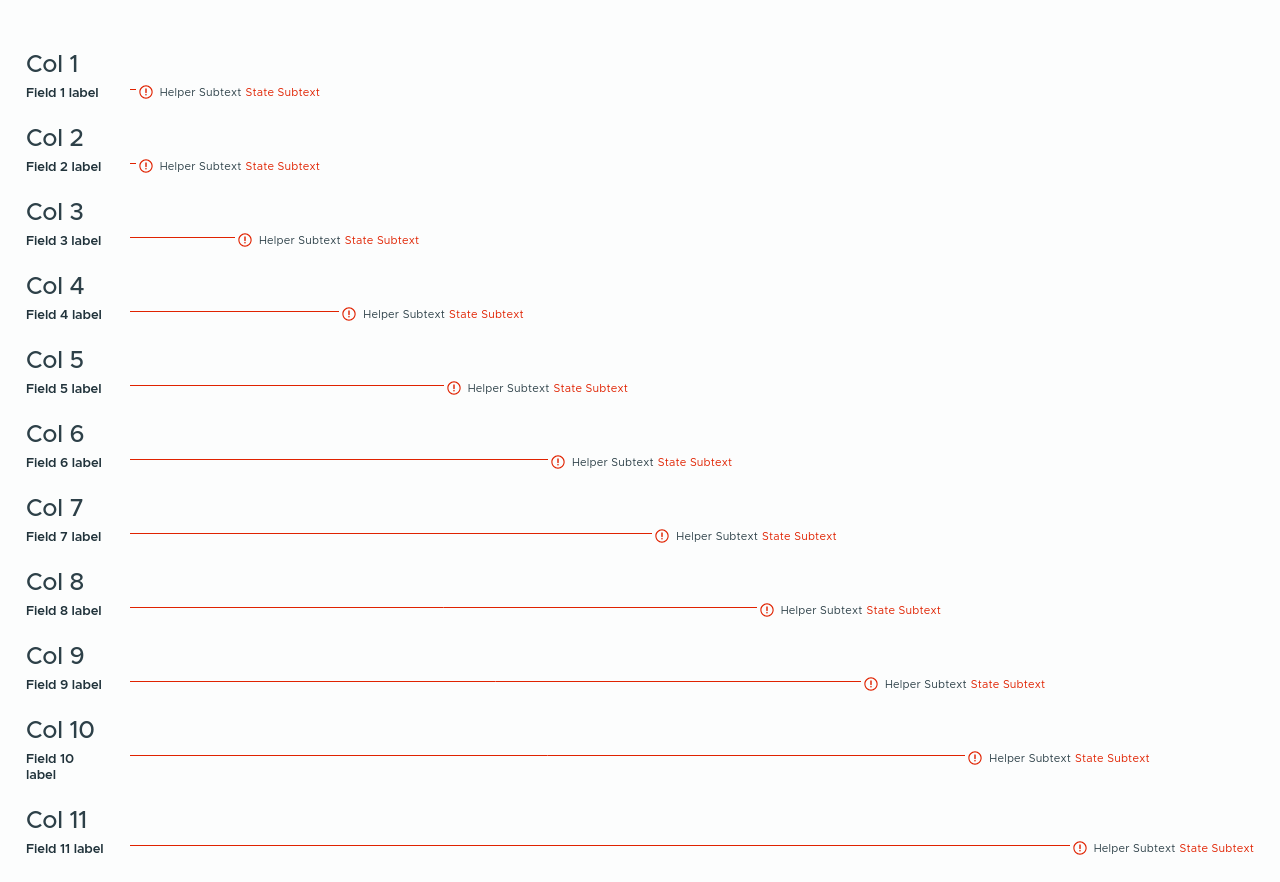 Col 1
Field 1 label Helper Subtext State Subtext
Col 2
Field 2 label Helper Subtext State Subtext
Col 3
Field 3 label Helper Subtext State Subtext
Col 4
Field 4 label Helper Subtext State Subtext
Col 5
Field 5 label Helper Subtext State Subtext
Col 6
Field 6 label Helper Subtext State Subtext
Col 7
Field 7 label Helper Subtext State Subtext
Col 8
Field 8 label Helper Subtext State Subtext
Col 9
Field 9 label Helper Subtext State Subtext
Col 10
Field 10 Helper Subtext State Subtext
label
Col 11
Field 11 label Helper Subtext State Subtext